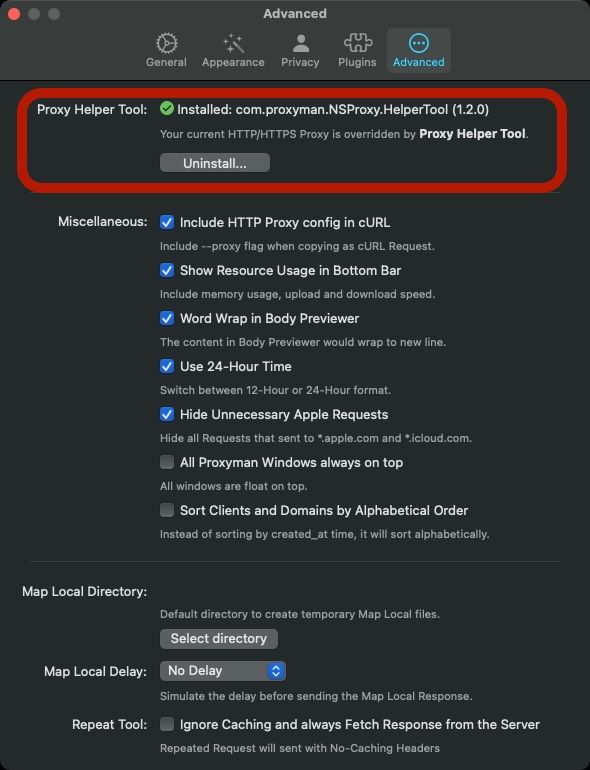 Advanced
General Appearance Privacy Plugins Advanced
Proxy Helper Tool: Installed: com.proxyman.NSProxy.HelperTool (1.2.0)
Your current HTTP/HTTPS Proxy is overridden by Proxy Helper Tool.
Uninstall...
Miscellaneous: Include HTTP Proxy config in cURL
Include --proxy flag when copying as cURL Request.
Show Resource Usage in Bottom Bar
Include memory usage, upload and download speed.
Word Wrap in Body Previewer
The content in Body Previewer would wrap to new line.
Use 24-Hour Time
Switch between 12-Hour or 24-Hour format.
Hide Unnecessary Apple Requests
Hide all Requests that sent to *.apple.com and *.icloud.com.
All Proxyman Windows always on top
All windows are float on top.
Sort Clients and Domains by Alphabetical Order
Instead of sorting by created_at time, it will sort alphabetically.
Map Local Directory:
Default directory to create temporary Map Local files.
Select directory
Map Local Delay: No Delay
Simulate the delay before sending the Map Local Response.
Repeat Tool: Ignore Caching and always Fetch Response from the Server
Repeated Request will sent with No-Caching Headers